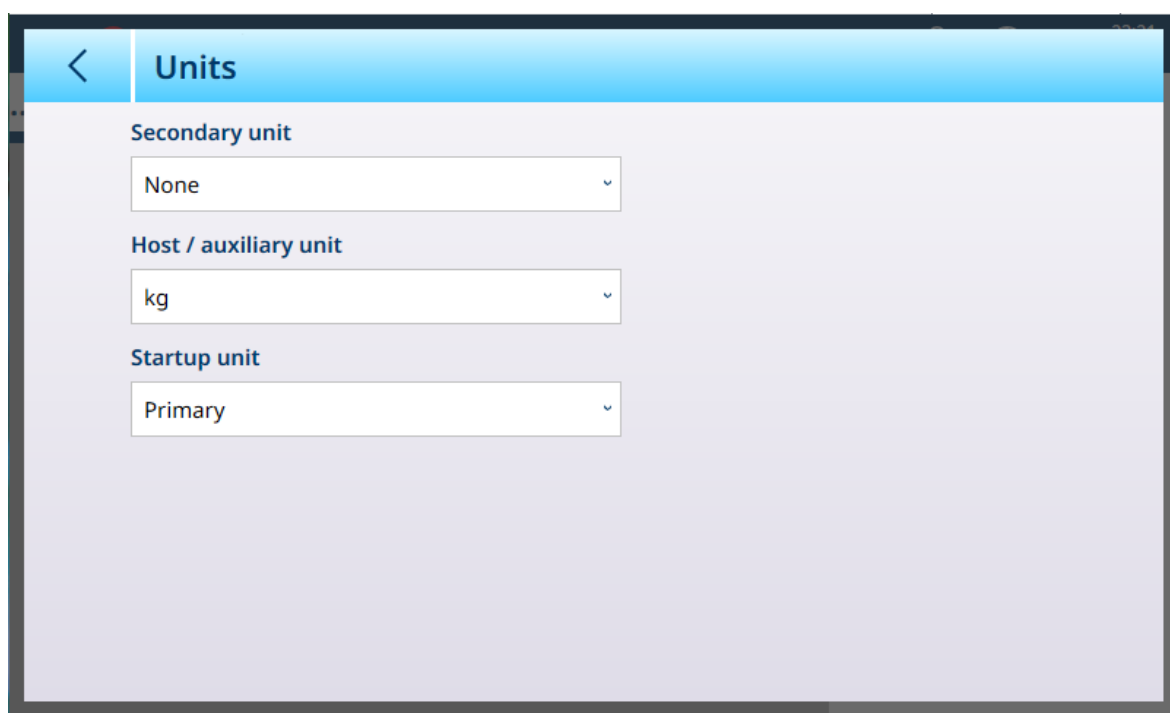 Units
Secondary unit
None
Host / auxiliary unit
kg
Startup unit
Primary